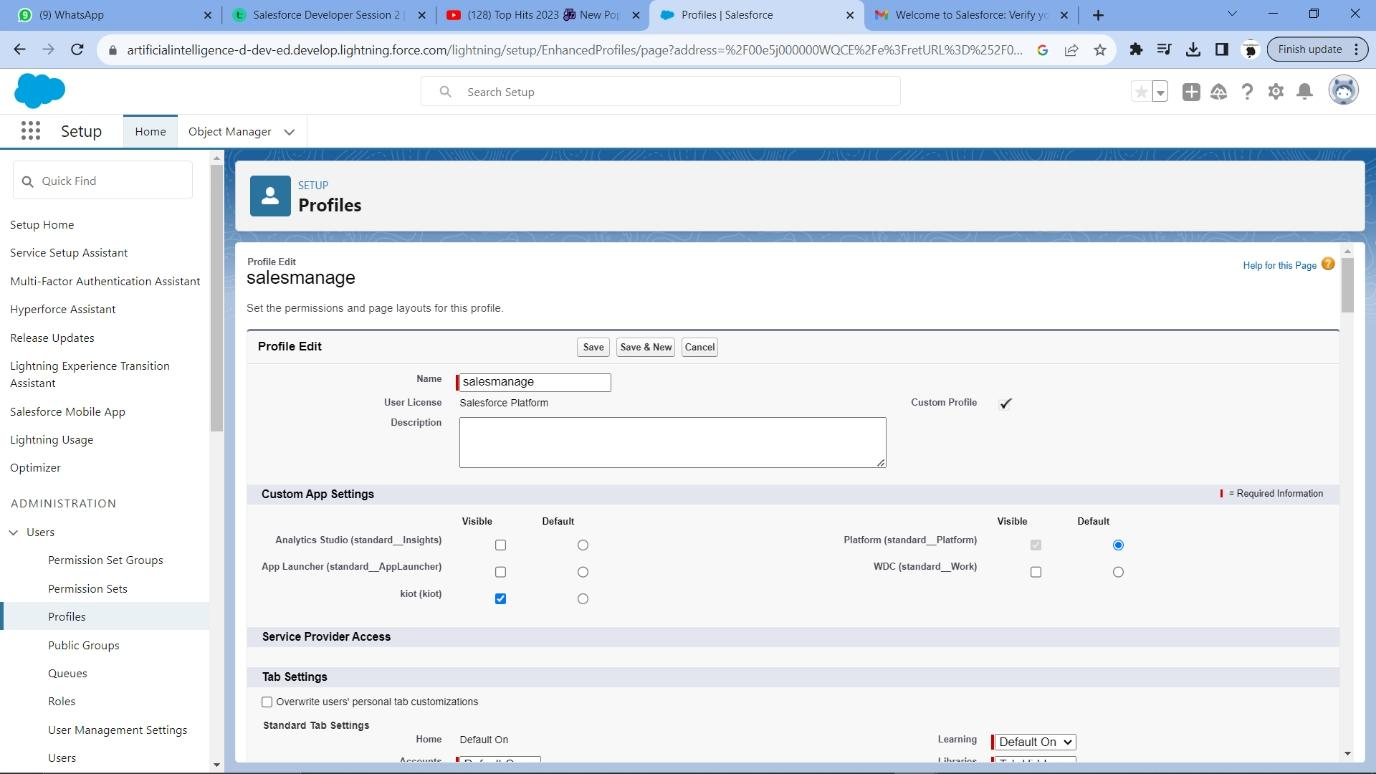 (9) WhatsApp
Salesforce Developer Session 2 |
(128) Top Hits 2023 New Pop
Profiles | Salesforce
Welcome to Salesforce: Verify yo
artificialintelligence-d-dev-ed.develop.lightning.force.com/lightning/setup/EnhancedProfiles/page?address=%2F00e5j000000WQCE%2Fe%3FretURL%3D%252F0...
Finish update
Search Setup
Setup
Home
Object Manager
Quick Find
Setup Home
Service Setup Assistant
Multi-Factor Authentication Assistant
Hyperforce Assistant
Release Updates
Lightning Experience Transition
Assistant
Salesforce Mobile App
Lightning Usage
Optimizer
ADMINISTRATION
Users
Permission Set Groups
Permission Sets
Profiles
Public Groups
Queues
Roles
User Management Settings
Users
SETUP
Profiles
Profile Edit
salesmanage
Help for this Page
Set the permissions and page layouts for this profile.
Profile Edit
Save
Save & New
Cancel
Name
salesmanage
User License
Salesforce Platform
Custom Profile
Description
Custom App Settings
= Required Information
Visible Default
Visible Default
Analytics Studio (standard__Insights)
Platform (standard__Platform)
App Launcher (standard__AppLauncher)
WDC (standard__Work)
kiot (kiot)
Service Provider Access
Tab Settings
Overwrite users' personal tab customizations
Standard Tab Settings
Home
Default On
Learning
Default On
Accounts
Libraries